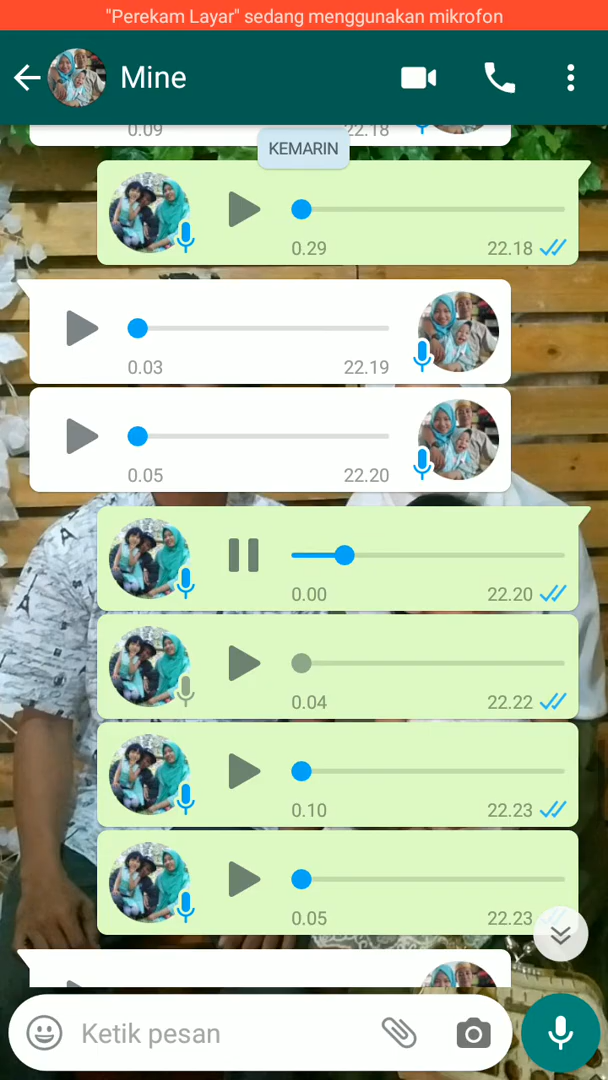 "Perekam Layar" sedang menggunakan mikrofon
Mine
0.09 22.18
KEMARIN
0.29 22.18
0.03 22.19
0.05 22.20
0.00 22.20
0.04 22.22
0.10 22.23
0.05 22.23
Ketik pesan